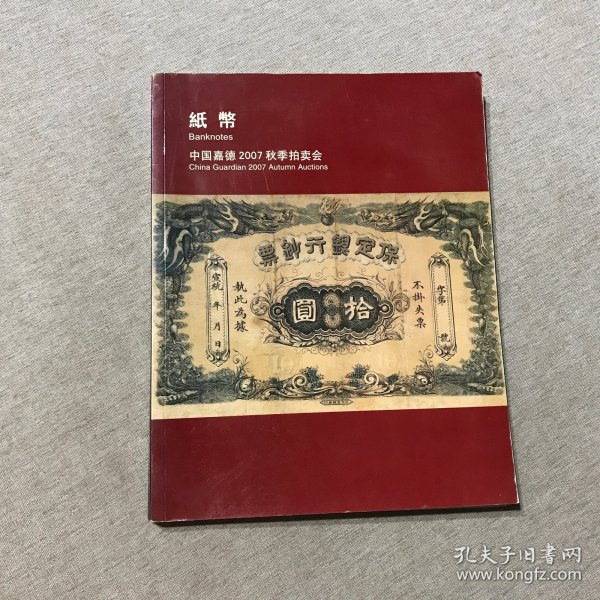 紙幣
Banknotes
中国嘉德 2007 秋季拍卖会
China Guardian 2007 Autumn Auctions
保定銀行鈔票
拾圓
不掛失票
執此為據
字第 號
宣統 年 月 日
孔夫子旧书网
www.kongfz.com